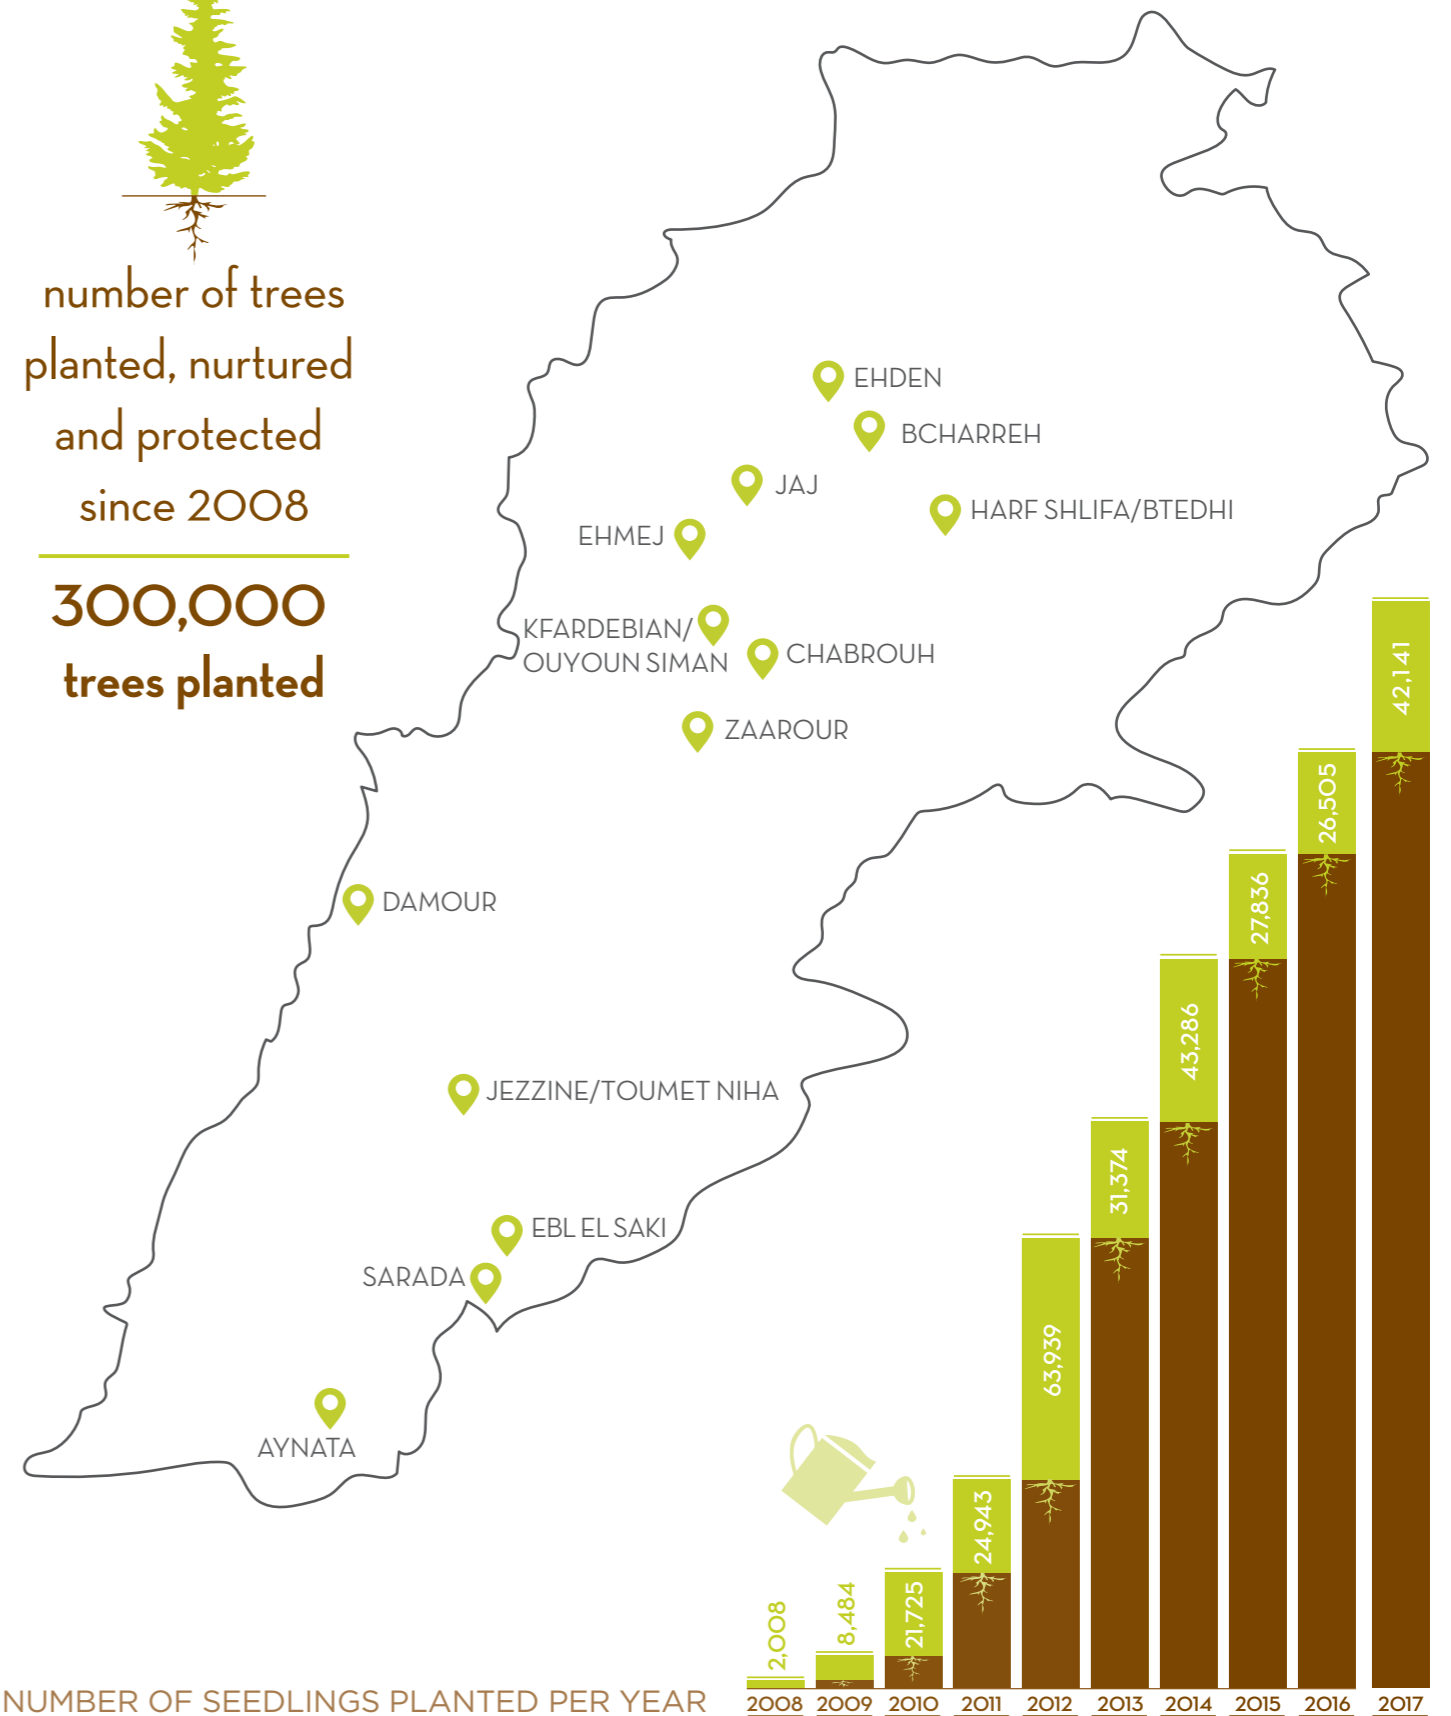 number of trees
planted, nurtured
and protected
since 2008
300,000
trees planted
EHDEN
BCHARREH
JAJ
HARF SHLIFA/BTEDHI
EHMEJ
KFARDEBIAN/
OUYOUN SIMAN
CHABROUH
ZAAROUR
DAMOUR
JEZZINE/TOUMET NIHA
EBL EL SAKI
SARADA
AYNATA
2,008
8,484
21,725
24,943
63,939
31,374
43,286
27,836
26,505
42,141
NUMBER OF SEEDLINGS PLANTED PER YEAR
2008 2009 2010 2011 2012 2013 2014 2015 2016 2017